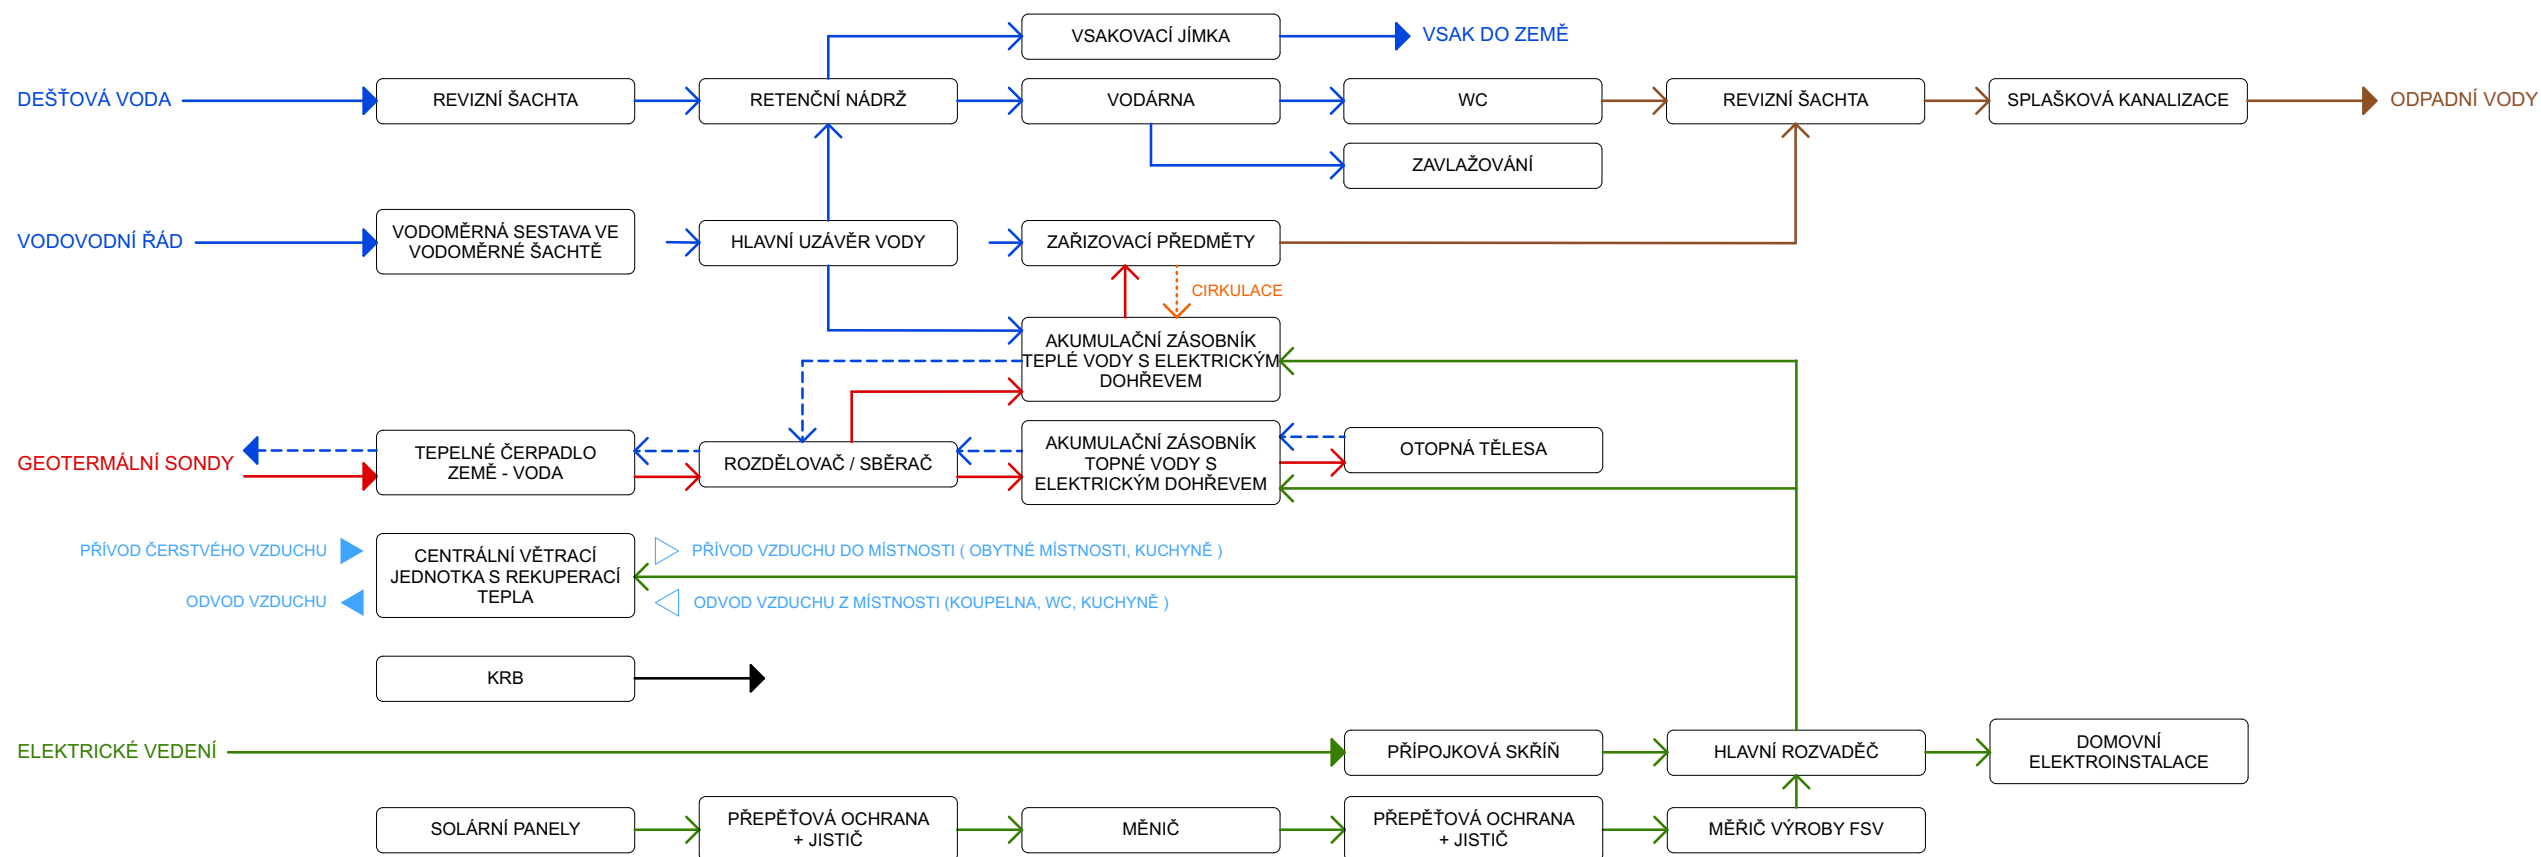 VSAKOVACÍ JÍMKA
VSAK DO ZEMĚ
DEŠŤOVÁ VODA
REVIZNÍ ŠACHTA
RETENČNÍ NÁDRŽ
VODÁRNA
WC
REVIZNÍ ŠACHTA
SPLAŠKOVÁ KANALIZACE
ODPADNÍ VODY
ZAVLAŽOVÁNÍ
VODOVODNÍ ŘÁD
VODOMĚRNÁ SESTAVA VE
VODOMĚRNÉ ŠACHTĚ
HLAVNÍ UZÁVĚR VODY
ZAŘIZOVACÍ PŘEDMĚTY
CIRKULACE
AKUMULAČNÍ ZÁSOBNÍK
TEPLÉ VODY S ELEKTRICKÝM
DOHŘEVEM
GEOTERMÁLNÍ SONDY
TEPELNÉ ČERPADLO
ZEMĚ - VODA
ROZDĚLOVAČ / SBĚRAČ
AKUMULAČNÍ ZÁSOBNÍK
TOPNÉ VODY S
ELEKTRICKÝM DOHŘEVEM
OTOPNÁ TĚLESA
PŘÍVOD ČERSTVÉHO VZDUCHU
ODVOD VZDUCHU
CENTRÁLNÍ VĚTRACÍ
JEDNOTKA S REKUPERACÍ
TEPLA
PŘÍVOD VZDUCHU DO MÍSTNOSTI ( OBYTNÉ MÍSTNOSTI, KUCHYNĚ )
ODVOD VZDUCHU Z MÍSTNOSTI (KOUPELNA, WC, KUCHYNĚ )
KRB
ELEKTRICKÉ VEDENÍ
PŘÍPOJKOVÁ SKŘÍŇ
HLAVNÍ ROZVADĚČ
DOMOVNÍ
ELEKTROINSTALACE
SOLÁRNÍ PANELY
PŘEPĚŤOVÁ OCHRANA
+ JISTIČ
MĚNIČ
PŘEPĚŤOVÁ OCHRANA
+ JISTIČ
MĚŘIČ VÝROBY FSV